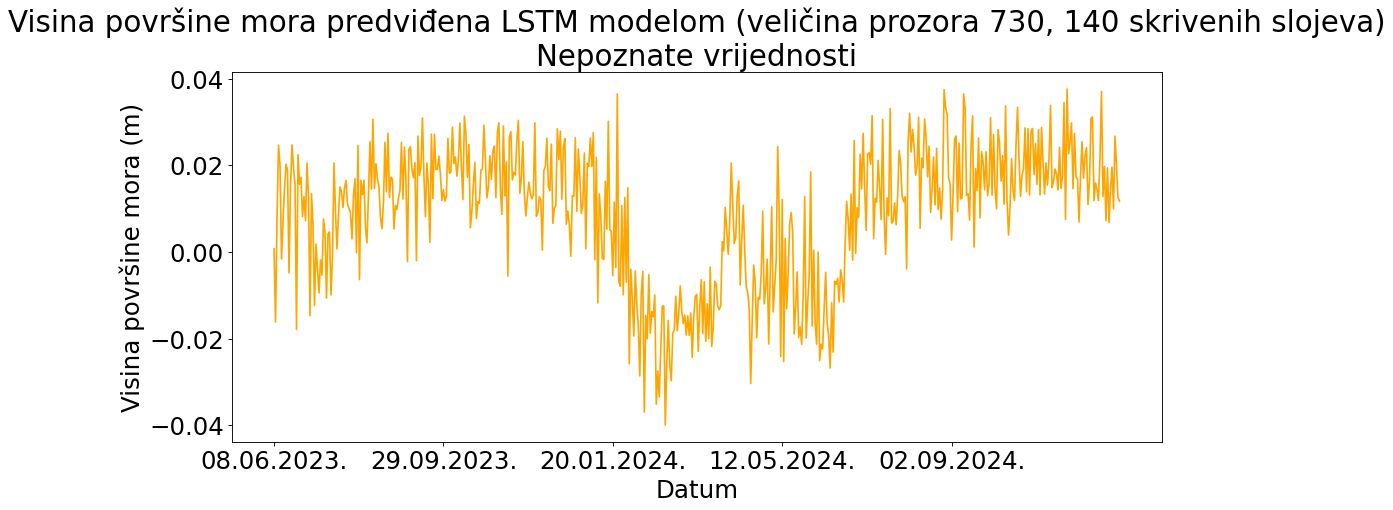 Visina površine mora predviđena LSTM modelom (veličina prozora 730, 140 skrivenih slojeva)
Nepoznate vrijednosti
Visina površine mora (m)
0.04
0.02
0.00
−0.02
−0.04
08.06.2023.
29.09.2023.
20.01.2024.
12.05.2024.
02.09.2024.
Datum